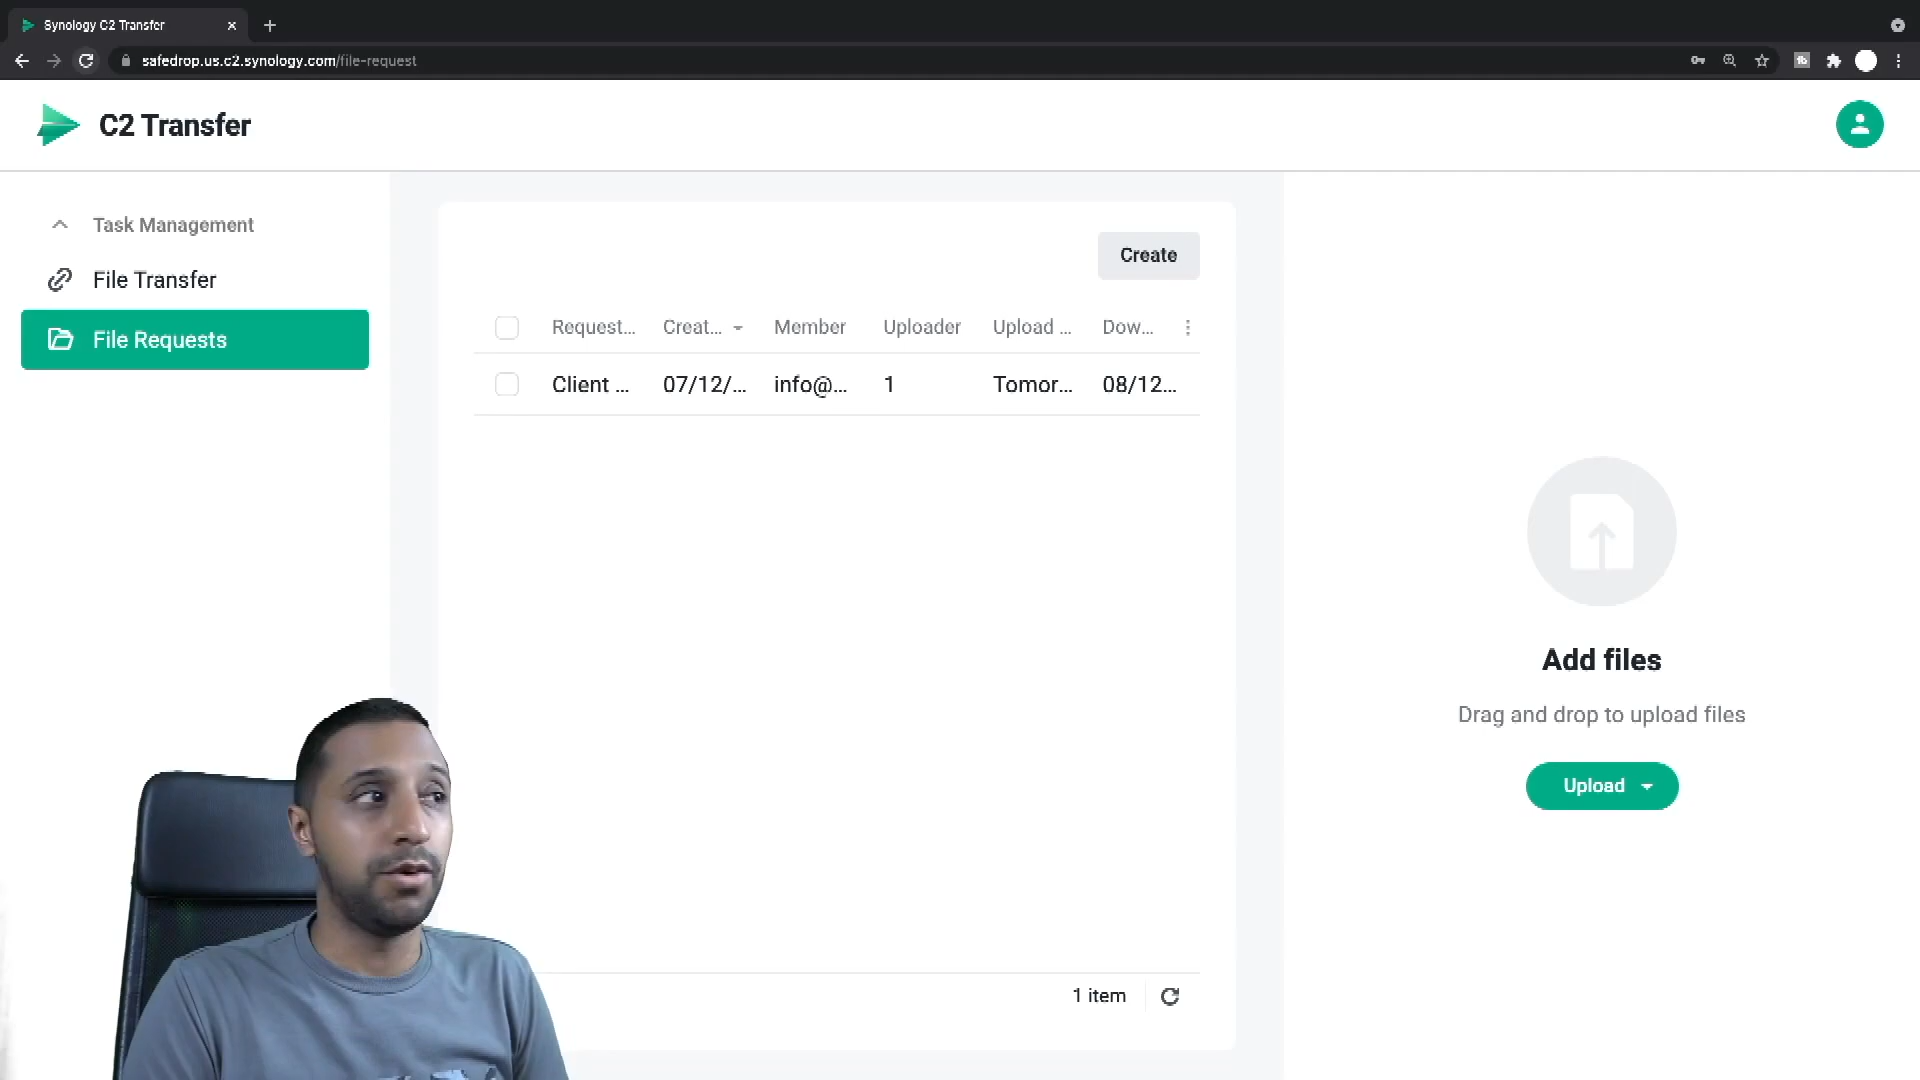 Synology C2 Transfer
safedrop.us.c2.synology.com/file-request
C2 Transfer
Task Management
File Transfer
File Requests
Create
Request... Creat... Member Uploader Upload ... Dow...
Client ... 07/12/... info@... 1 Tomor... 08/12...
1 item
Add files
Drag and drop to upload files
Upload